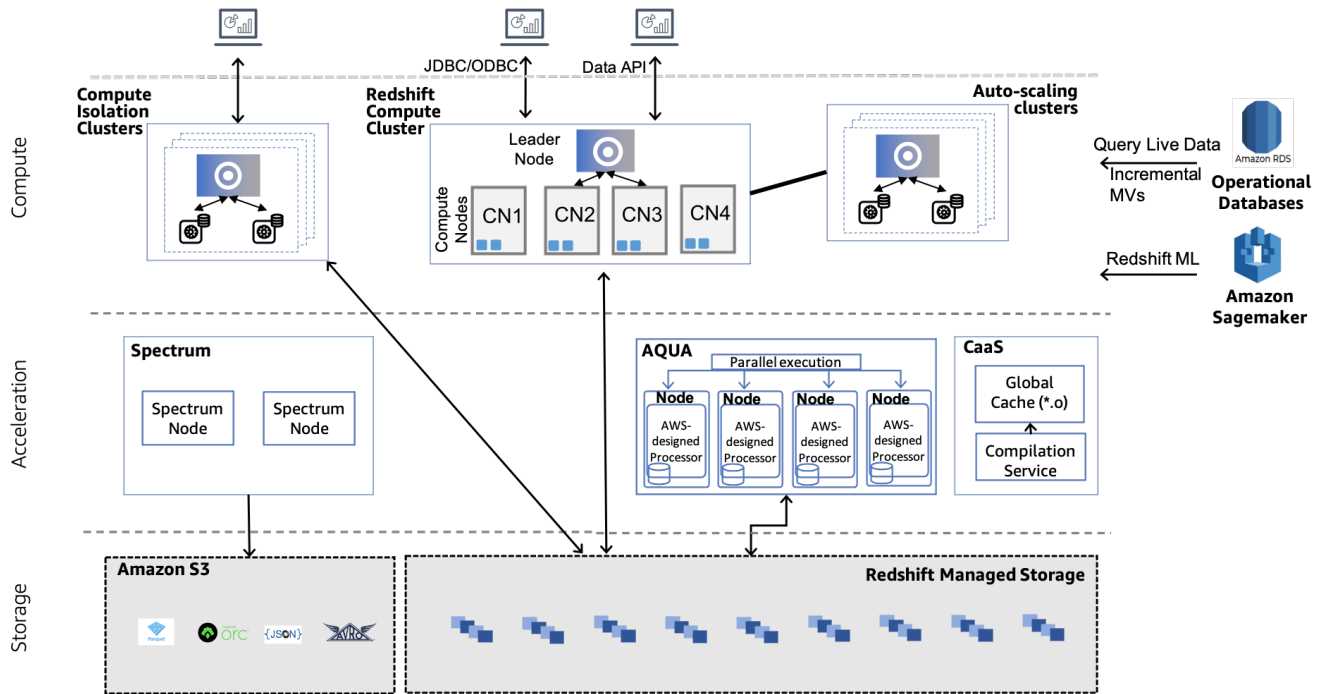 JDBC/ODBC
Data API
Compute
Isolation
Clusters
Redshift
Compute
Cluster
Auto-scaling
clusters
Compute
Leader
Node
Compute
Nodes
CN1
CN2
CN3
CN4
Query Live Data
Incremental
MVs
Amazon RDS
Operational
Databases
Redshift ML
Amazon
Sagemaker
Acceleration
Spectrum
Spectrum
Node
Spectrum
Node
AQUA
Parallel execution
Node
AWS-
designed
Processor
Node
AWS-
designed
Processor
Node
AWS-
designed
Processor
Node
AWS-
designed
Processor
CaaS
Global
Cache (*.o)
Compilation
Service
Storage
Amazon S3
Parquet
orc
{JSON}
AVRO
Redshift Managed Storage